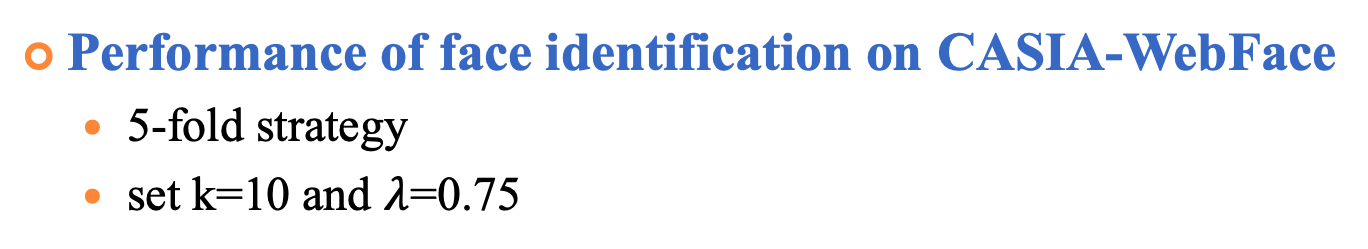 Performance of face identification on CASIA-WebFace
5-fold strategy
set k=10 and λ=0.75